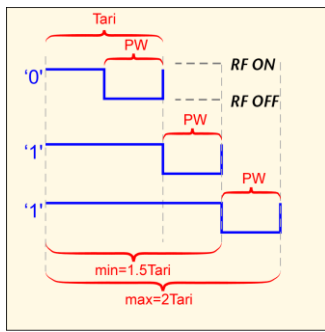 Tari
PW
'0'
RF ON
RF OFF
PW
'1'
PW
'1'
min=1.5Tari
max=2Tari